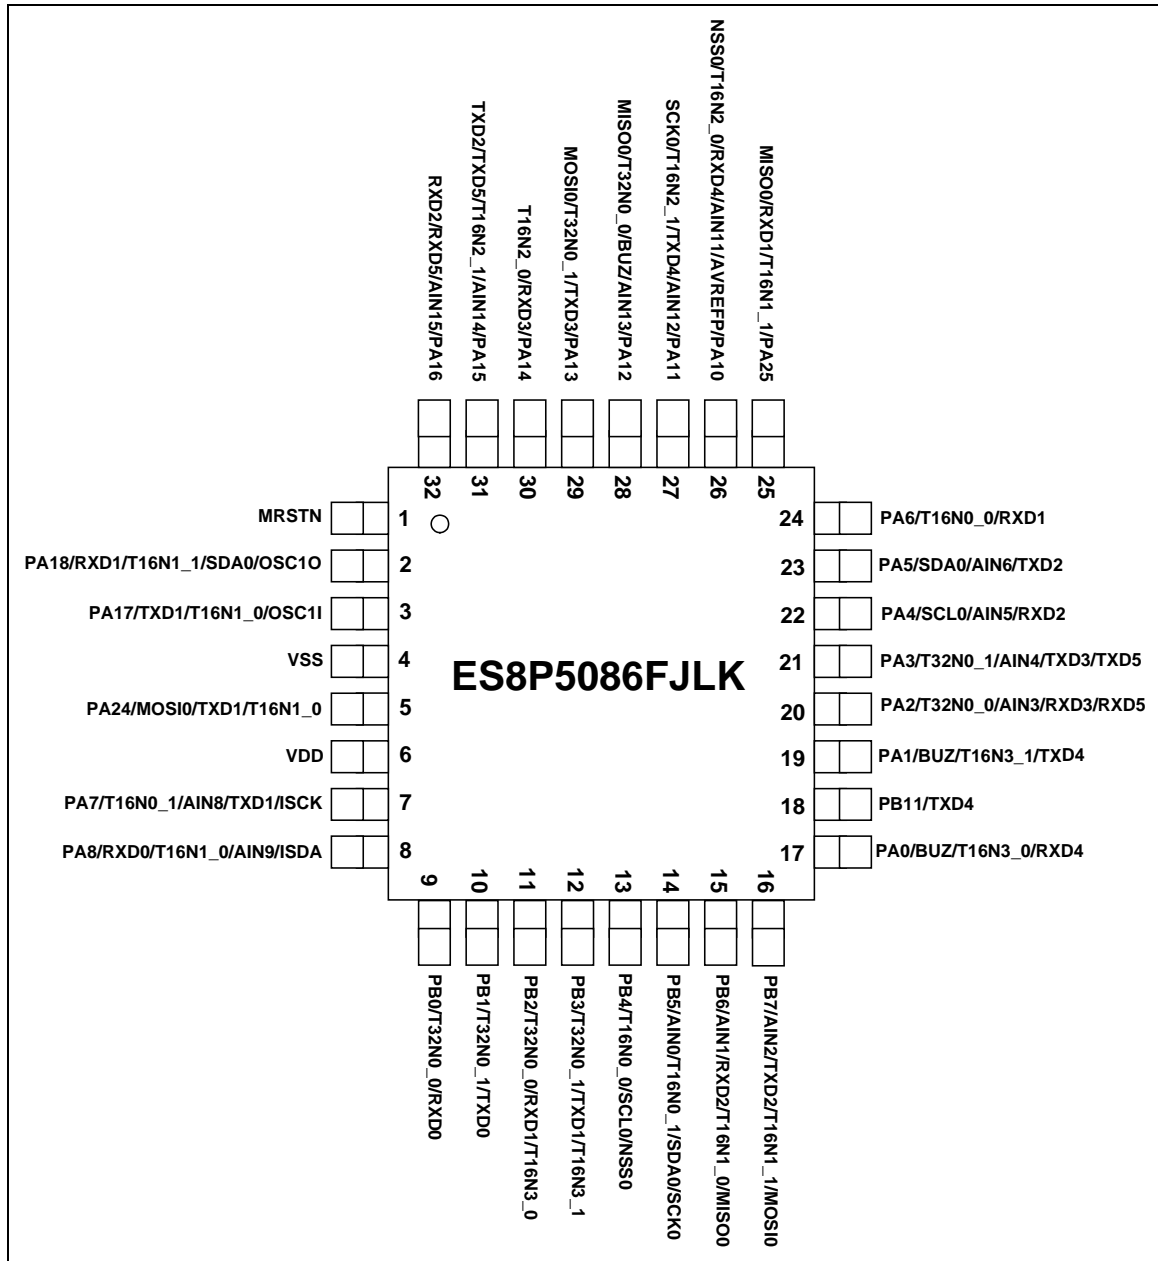 RXD2/RXD5/AIN15/PA16
TXD2/TXD5/T16N2_1/AIN14/PA15
T16N2_0/RXD3/PA14
MOSI0/T32N0_1/TXD3/PA13
MISO0/T32N0_0/BUZ/AIN13/PA12
SCK0/T16N2_1/TXD4/AIN12/PA11
NSS0/T16N2_0/RXD4/AIN11/AVREFP/PA10
MISO0/RXD1/T16N1_1/PA25
32
31
30
29
28
27
26
25
MRSTN 1
PA18/RXD1/T16N1_1/SDA0/OSC1O 2
PA17/TXD1/T16N1_0/OSC1I 3
VSS 4
PA24/MOSI0/TXD1/T16N1_0 5
VDD 6
PA7/T16N0_1/AIN8/TXD1/ISCK 7
PA8/RXD0/T16N1_0/AIN9/ISDA 8
ES8P5086FJLK
24 PA6/T16N0_0/RXD1
23 PA5/SDA0/AIN6/TXD2
22 PA4/SCL0/AIN5/RXD2
21 PA3/T32N0_1/AIN4/TXD3/TXD5
20 PA2/T32N0_0/AIN3/RXD3/RXD5
19 PA1/BUZ/T16N3_1/TXD4
18 PB11/TXD4
17 PA0/BUZ/T16N3_0/RXD4
9
10
11
12
13
14
15
16
PB0/T32N0_0/RXD0
PB1/T32N0_1/TXD0
PB2/T32N0_0/RXD1/T16N3_0
PB3/T32N0_1/TXD1/T16N3_1
PB4/T16N0_0/SCL0/NSS0
PB5/AIN0/T16N0_1/SDA0/SCK0
PB6/AIN1/RXD2/T16N1_0/MISO0
PB7/AIN2/TXD2/T16N1_1/MOSI0